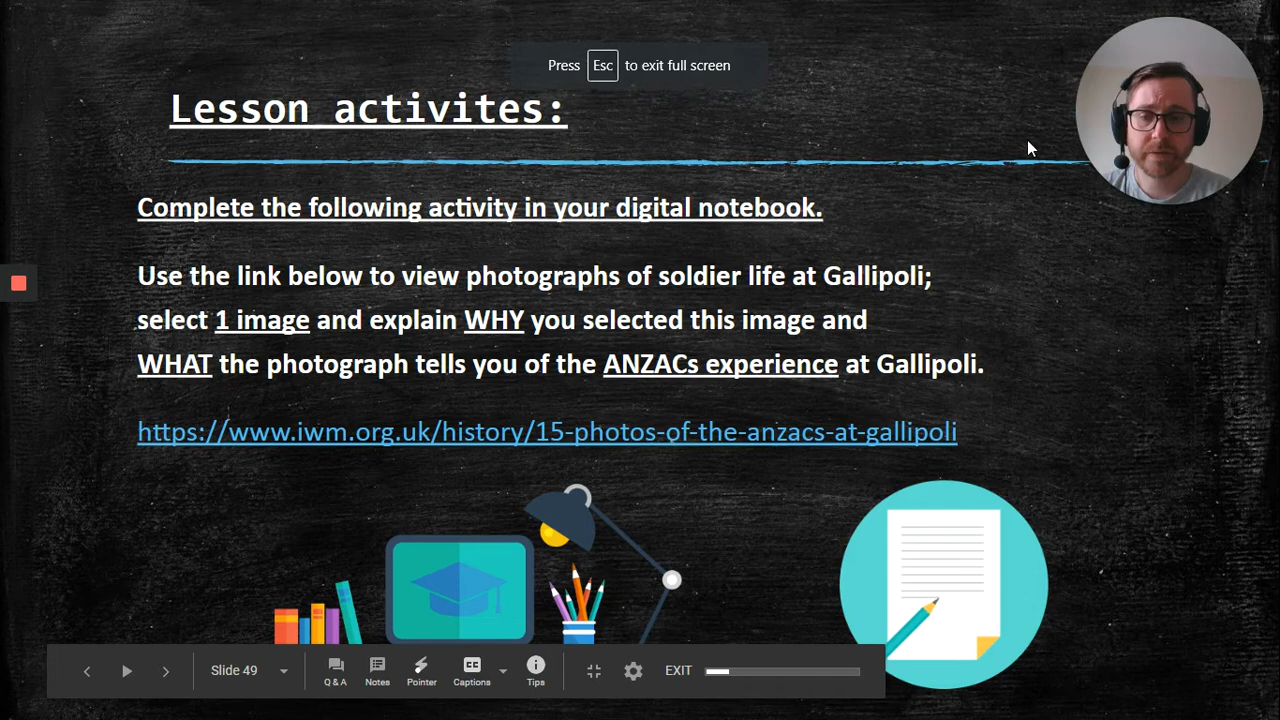 Press Esc to exit full screen
Lesson activites:
Complete the following activity in your digital notebook.
Use the link below to view photographs of soldier life at Gallipoli;
select 1 image and explain WHY you selected this image and
WHAT the photograph tells you of the ANZACs experience at Gallipoli.
https://www.iwm.org.uk/history/15-photos-of-the-anzacs-at-gallipoli
Slide 49
Q & A
Notes
Pointer
CC
Captions
Tips
EXIT